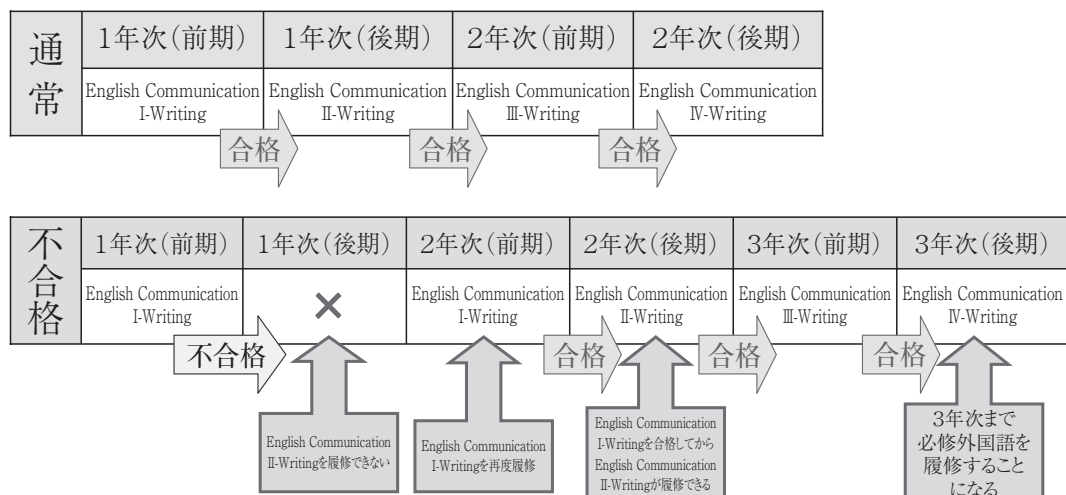 通常
1年次(前期) 1年次(後期) 2年次(前期) 2年次(後期)
English Communication English Communication English Communication English Communication
I-Writing Ⅱ-Writing Ⅲ-Writing Ⅳ-Writing
合格 合格 合格
不合格
1年次(前期) 1年次(後期) 2年次(前期) 2年次(後期) 3年次(前期) 3年次(後期)
English Communication × English Communication English Communication English Communication English Communication
I-Writing I-Writing Ⅱ-Writing Ⅲ-Writing Ⅳ-Writing
不合格 合格 合格 合格
English Communication
Ⅱ-Writingを履修できない
English Communication
I-Writingを再度履修
English Communication
I-Writingを合格してから
English Communication
Ⅱ-Writingが履修できる
3年次まで
必修外国語を
履修すること
になる